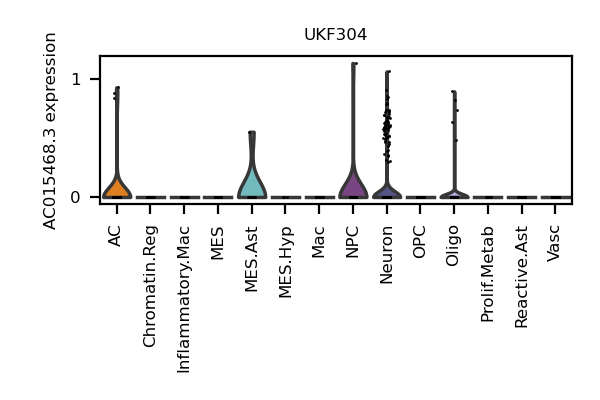 UKF304
AC015468.3 expression
1
0
AC
Chromatin.Reg
Inflammatory.Mac
MES
MES.Ast
MES.Hyp
Mac
NPC
Neuron
OPC
Oligo
Prolif.Metab
Reactive.Ast
Vasc